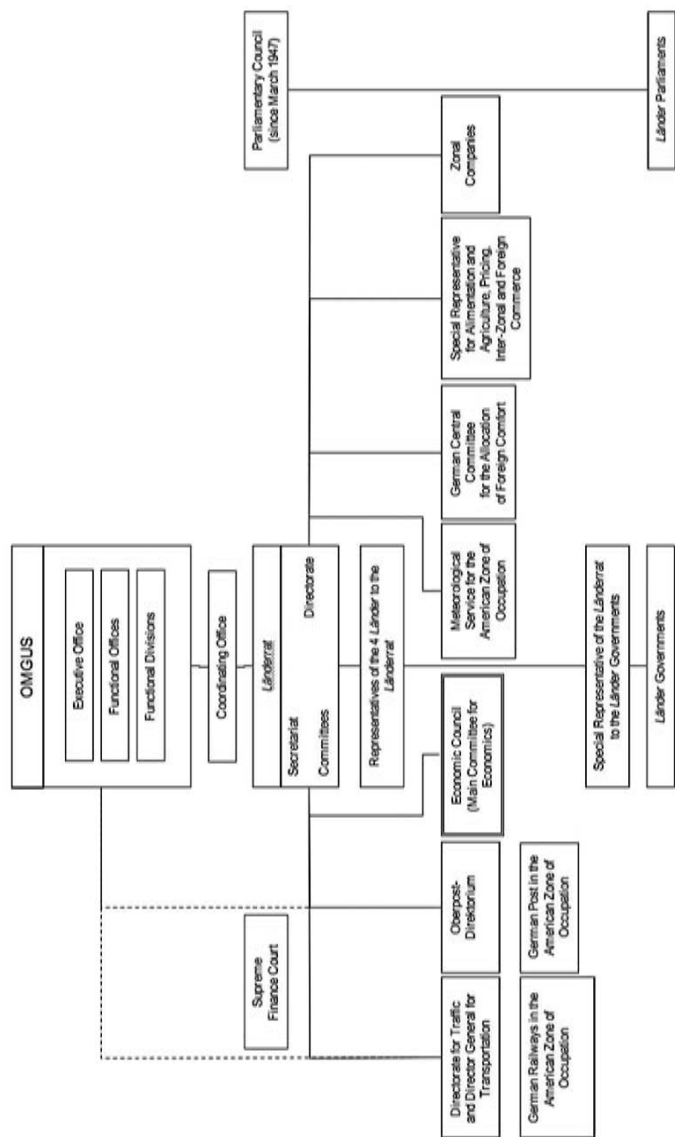 OMGUS
Executive Office
Functional Offices
Functional Divisions
Coordinating Office
Parliamentary Council
(since March 1947)
Supreme
Finance Court
Länderrat
Secretariat
Directorate
Committees
Representatives of the 4 Länder to the
Länderrat
Directorate for Traffic
and Director General for
Transportation
Oberpost-
Direktorium
Economic Council
(Main Committee for
Economics)
Meteorological
Service for the
American Zone of
Occupation
German Central
Committee
for the Allocation
of Foreign Comfort
Special Representative
for Alimentation and
Agriculture, Pricing,
Inter-Zonal and Foreign
Commerce
Zonal
Companies
German Railways in the
American Zone of
Occupation
German Post in the
American Zone of
Occupation
Special Representative of the Länderrat
to the Länder Governments
Länder Governments
Länder Parliaments